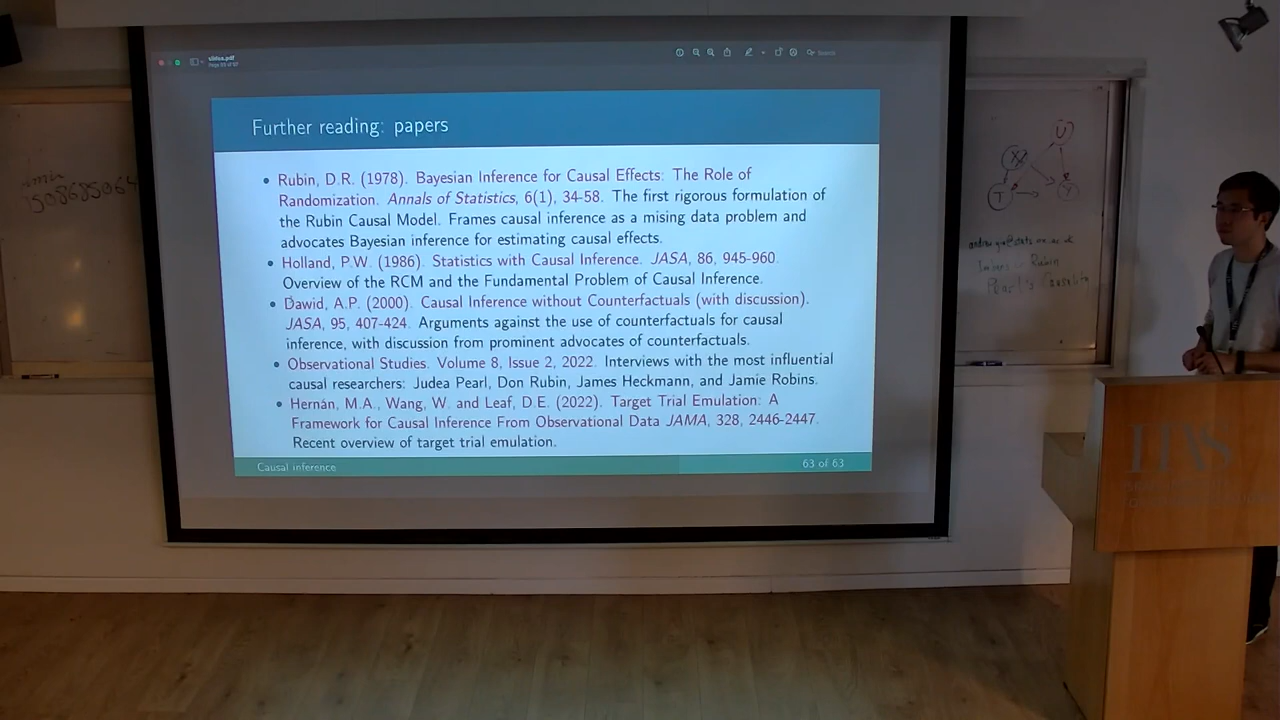 slides.pdf
Search
Further reading: papers
• Rubin, D.R. (1978). Bayesian Inference for Causal Effects: The Role of
Randomization. Annals of Statistics, 6(1), 34-58. The first rigorous formulation of
the Rubin Causal Model. Frames causal inference as a mising data problem and
advocates Bayesian inference for estimating causal effects.
• Holland, P.W. (1986). Statistics with Causal Inference. JASA, 86, 945-960.
Overview of the RCM and the Fundamental Problem of Causal Inference.
• Dawid, A.P. (2000). Causal Inference without Counterfactuals (with discussion).
JASA, 95, 407-424. Arguments against the use of counterfactuals for causal
inference, with discussion from prominent advocates of counterfactuals.
• Observational Studies. Volume 8, Issue 2, 2022. Interviews with the most influential
causal researchers: Judea Pearl, Don Rubin, James Heckmann, and Jamie Robins.
• Hernán, M.A., Wang, W. and Leaf, D.E. (2022). Target Trial Emulation: A
Framework for Causal Inference From Observational Data JAMA, 328, 2446-2447.
Recent overview of target trial emulation.
Causal inference
63 of 63
U
X
T
Y
Rubin
Pearl's